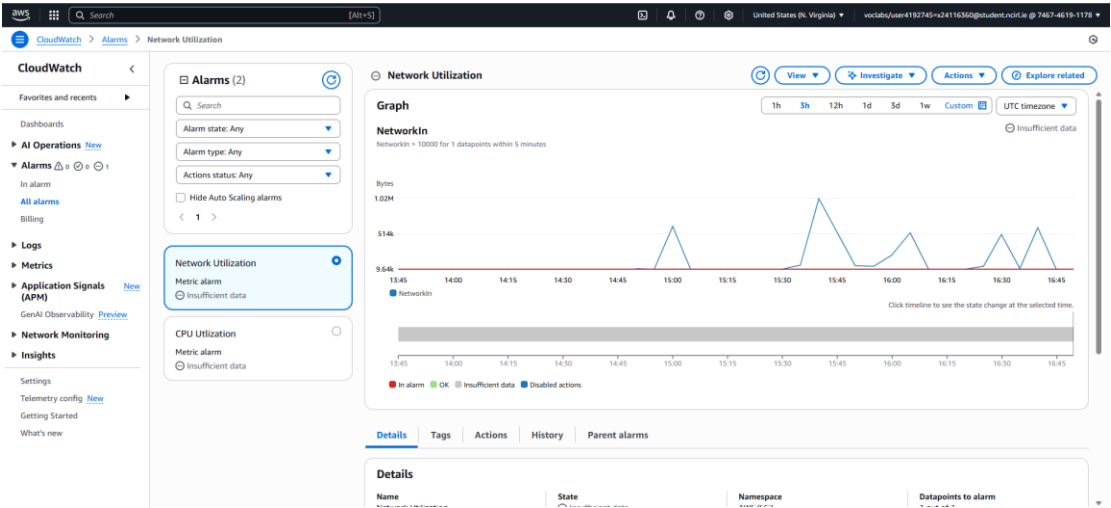 aws
Search
[Alt+5]
United States (N. Virginia)
voclabs/user4192745=x24116360@student.ncirl.ie @ 7467-4619-1178
CloudWatch > Alarms > Network Utilization
CloudWatch
Favorites and recents
Dashboards
AI Operations New
Alarms 0 0 1
In alarm
All alarms
Billing
Logs
Metrics
Application Signals New
(APM)
GenAI Observability Preview
Network Monitoring
Insights
Settings
Telemetry config New
Getting Started
What's new
Alarms (2)
Search
Alarm state: Any
Alarm type: Any
Actions status: Any
Hide Auto Scaling alarms
< 1 >
Network Utilization
Metric alarm
Insufficient data
CPU Utlization
Metric alarm
Insufficient data
Network Utilization
View
Investigate
Actions
Explore related
Graph
1h 3h 12h 1d 3d 1w Custom
UTC timezone
NetworkIn
Insufficient data
NetworkIn > 10000 for 1 datapoints within 5 minutes
Bytes
1.02M
514k
9.64k
13:45 14:00 14:15 14:30 14:45 15:00 15:15 15:30 15:45 16:00 16:15 16:30 16:45
NetworkIn
Click timeline to see the state change at the selected time.
13:45 14:00 14:15 14:30 14:45 15:00 15:15 15:30 15:45 16:00 16:15 16:30 16:45
In alarm OK Insufficient data Disabled actions
Details Tags Actions History Parent alarms
Details
Name State Namespace Datapoints to alarm